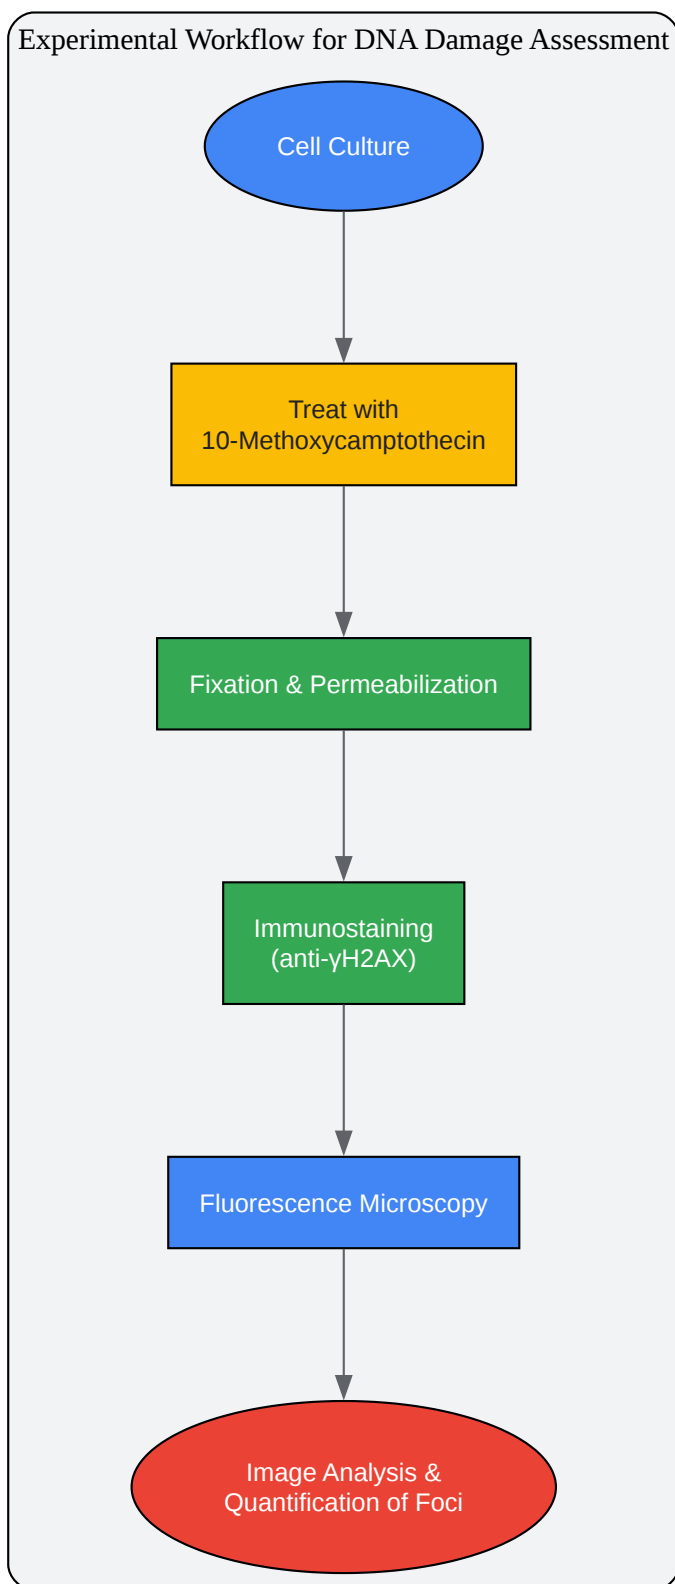 Experimental Workflow for DNA Damage Assessment
Cell Culture
Treat with
10-Methoxycamptothecin
Fixation & Permeabilization
Immunostaining
(anti-γH2AX)
Fluorescence Microscopy
Image Analysis &
Quantification of Foci